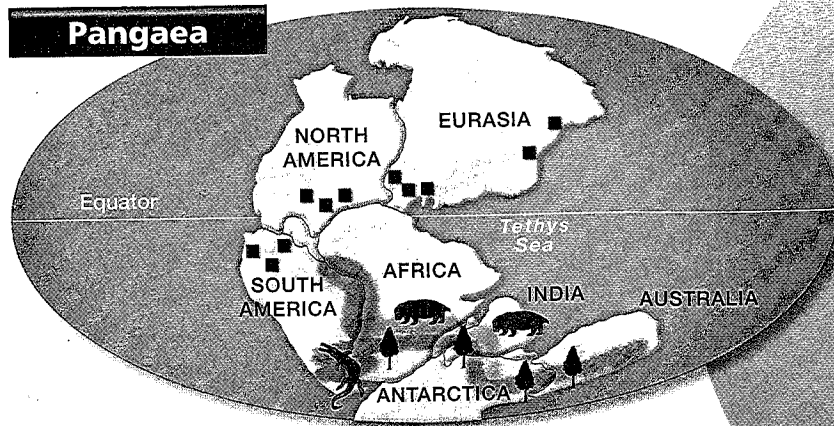 Pangaea
NORTH
AMERICA
EURASIA
Equator
Tethys
Sea
SOUTH
AMERICA
AFRICA
INDIA
AUSTRALIA
ANTARCTICA